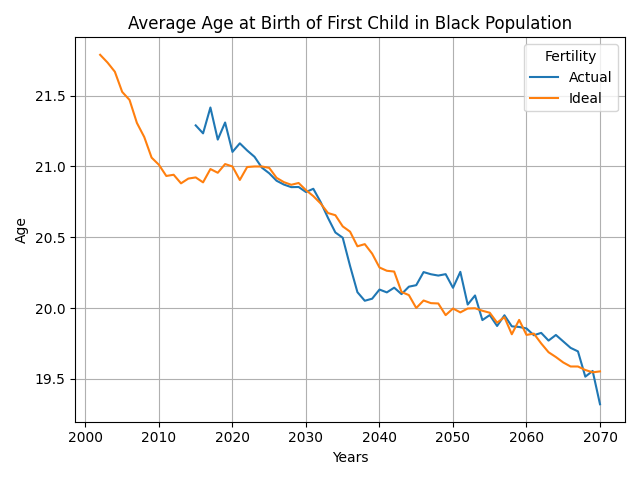 Average Age at Birth of First Child in Black Population
Fertility
Actual
Ideal
Age
21.5
21.0
20.5
20.0
19.5
2000 2010 2020 2030 2040 2050 2060 2070
Years